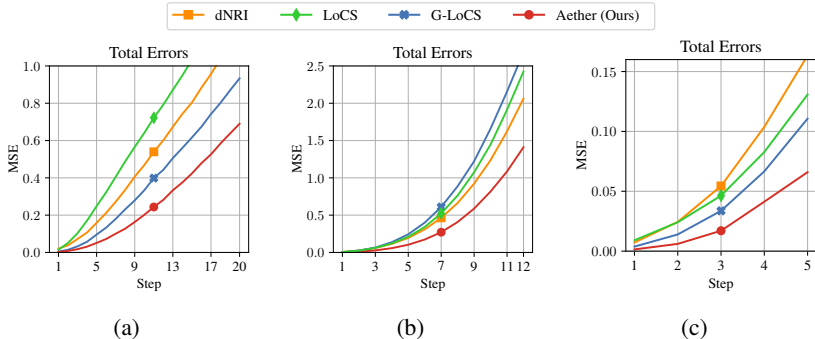 dNRI LoCS G-LoCS Aether (Ours)
Total Errors
MSE
1.0
0.8
0.6
0.4
0.2
0.0
1 5 9 13 17 20
Step
(a)
Total Errors
MSE
2.5
2.0
1.5
1.0
0.5
0.0
1 3 5 7 9 11 12
Step
(b)
Total Errors
MSE
0.15
0.10
0.05
0.00
1 2 3 4 5
Step
(c)